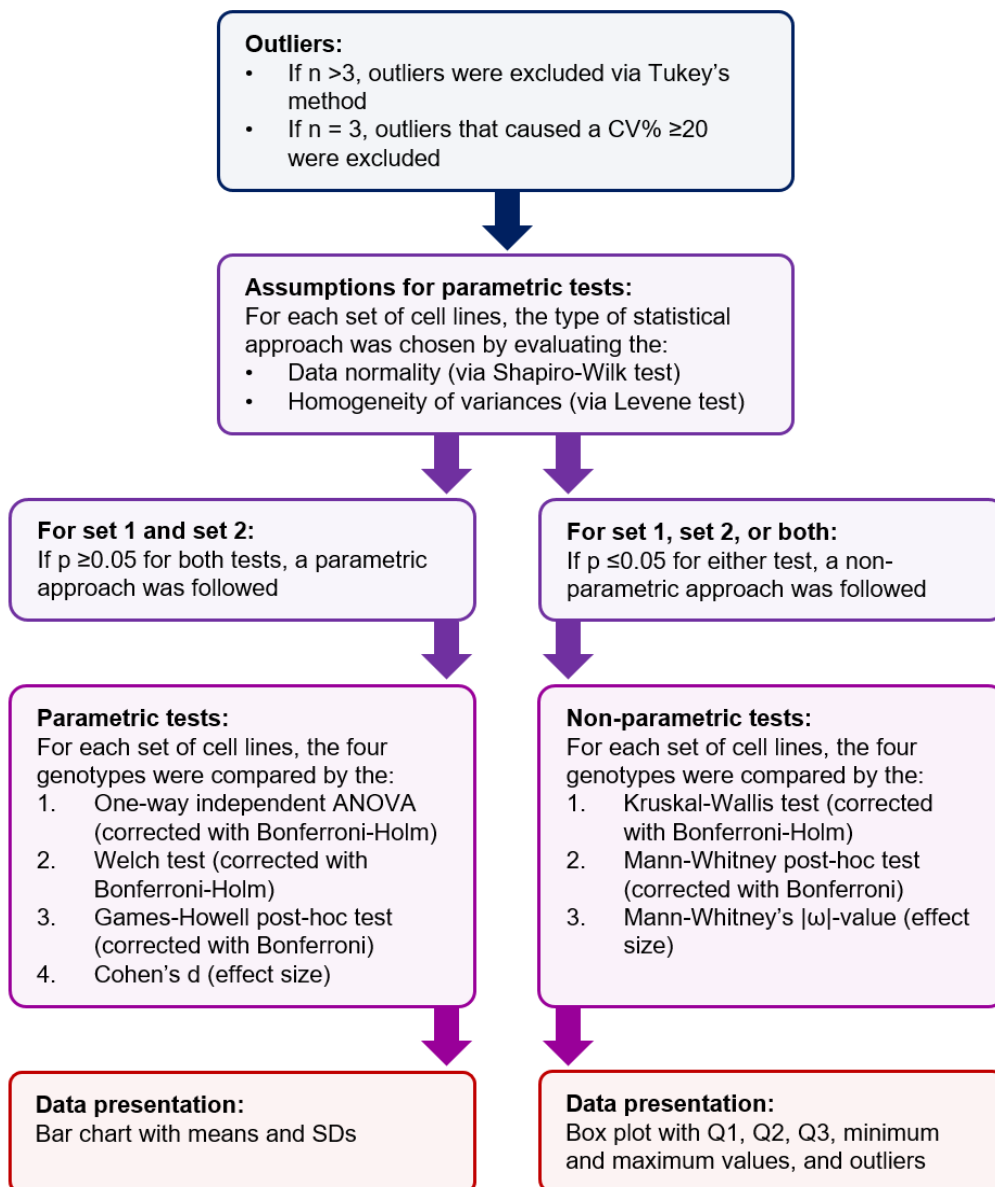 Outliers:
• If n >3, outliers were excluded via Tukey's
method
• If n = 3, outliers that caused a CV% ≥20
were excluded
Assumptions for parametric tests:
For each set of cell lines, the type of statistical
approach was chosen by evaluating the:
• Data normality (via Shapiro-Wilk test)
• Homogeneity of variances (via Levene test)
For set 1 and set 2:
If p ≥0.05 for both tests, a parametric
approach was followed
For set 1, set 2, or both:
If p ≤0.05 for either test, a non-
parametric approach was followed
Parametric tests:
For each set of cell lines, the four
genotypes were compared by the:
1. One-way independent ANOVA
(corrected with Bonferroni-Holm)
2. Welch test (corrected with
Bonferroni-Holm)
3. Games-Howell post-hoc test
(corrected with Bonferroni)
4. Cohen's d (effect size)
Non-parametric tests:
For each set of cell lines, the four
genotypes were compared by the:
1. Kruskal-Wallis test (corrected
with Bonferroni-Holm)
2. Mann-Whitney post-hoc test
(corrected with Bonferroni)
3. Mann-Whitney's |ω|-value (effect
size)
Data presentation:
Bar chart with means and SDs
Data presentation:
Box plot with Q1, Q2, Q3, minimum
and maximum values, and outliers